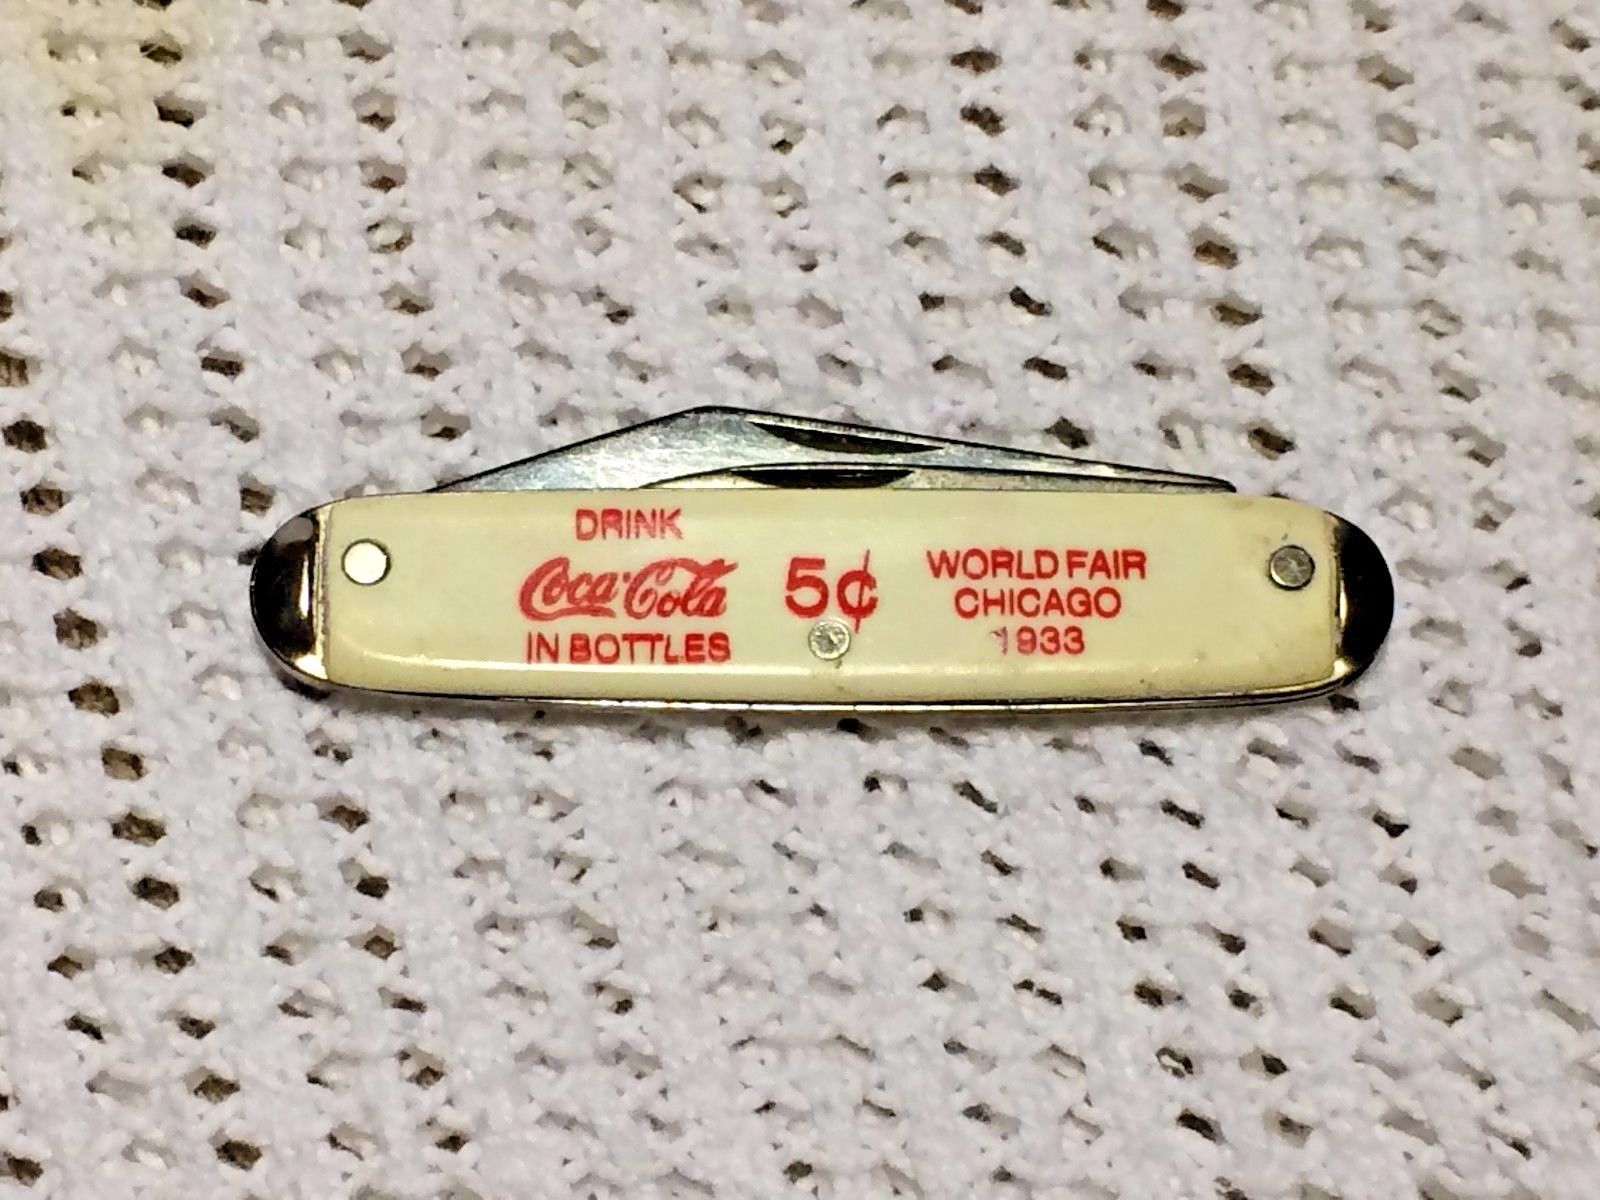 DRINK
Coca-Cola
IN BOTTLES
5¢
WORLD FAIR
CHICAGO
1933